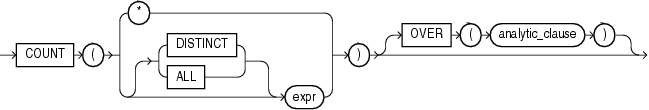 *
DISTINCT
OVER ( analytic_clause )
COUNT ( )
ALL
expr